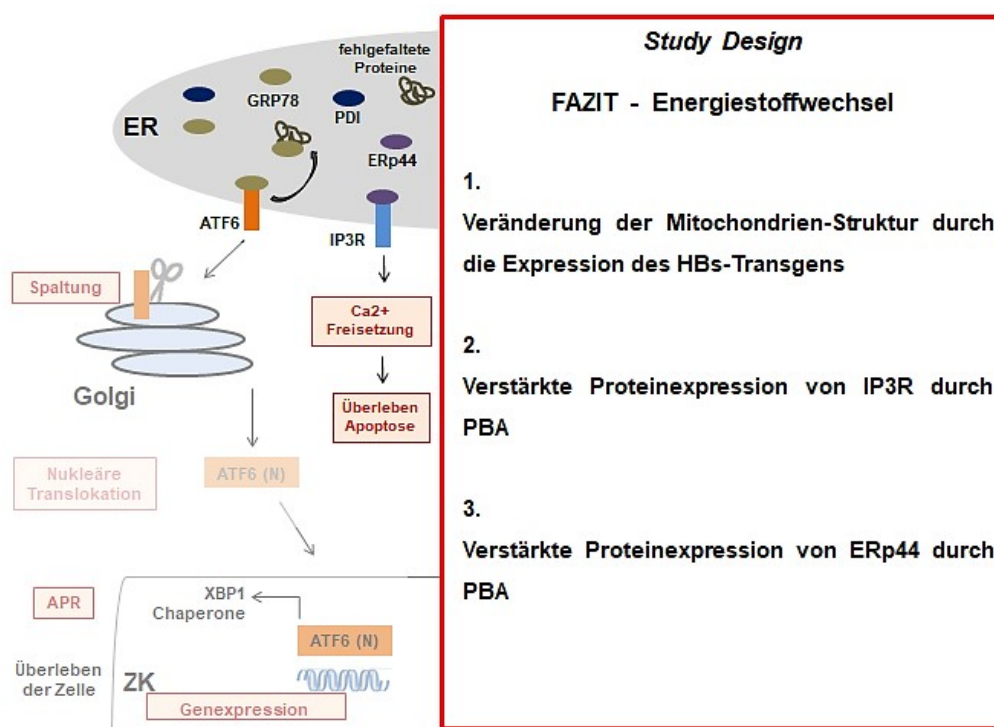 fehlgefaltete
Proteine
GRP78
PDI
ER
ERp44
ATF6
IP3R
Spaltung
Ca2+
Freisetzung
Golgi
Überleben
Apoptose
Nukleäre
Translokation
ATF6 (N)
XBP1
Chaperone
APR
ATF6 (N)
Überleben
der Zelle
ZK
Genexpression
Study Design
FAZIT - Energiestoffwechsel
1.
Veränderung der Mitochondrien-Struktur durch
die Expression des HBs-Transgens
2.
Verstärkte Proteinexpression von IP3R durch
PBA
3.
Verstärkte Proteinexpression von ERp44 durch
PBA